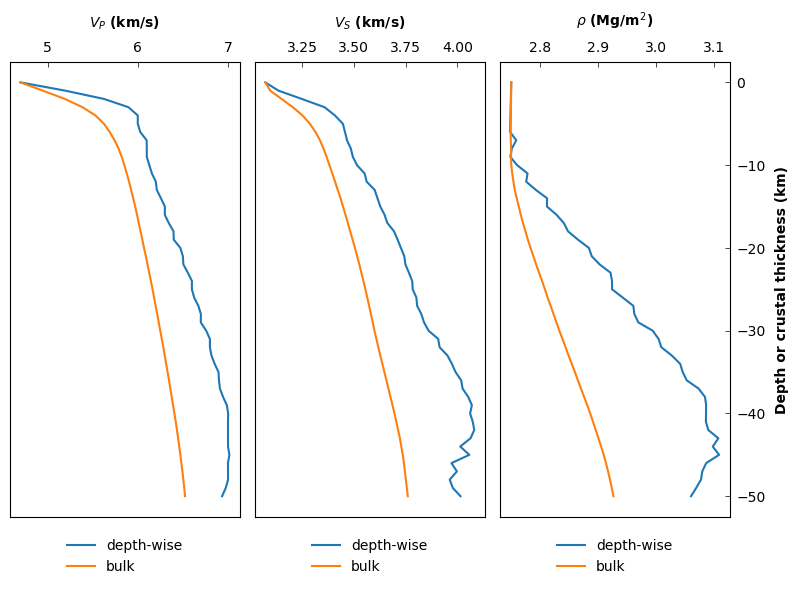 V_P (km/s)
5 6 7
V_S (km/s)
3.25 3.50 3.75 4.00
ρ (Mg/m²)
2.8 2.9 3.0 3.1
0
−10
−20
−30
−40
−50
Depth or crustal thickness (km)
depth-wise
bulk
depth-wise
bulk
depth-wise
bulk